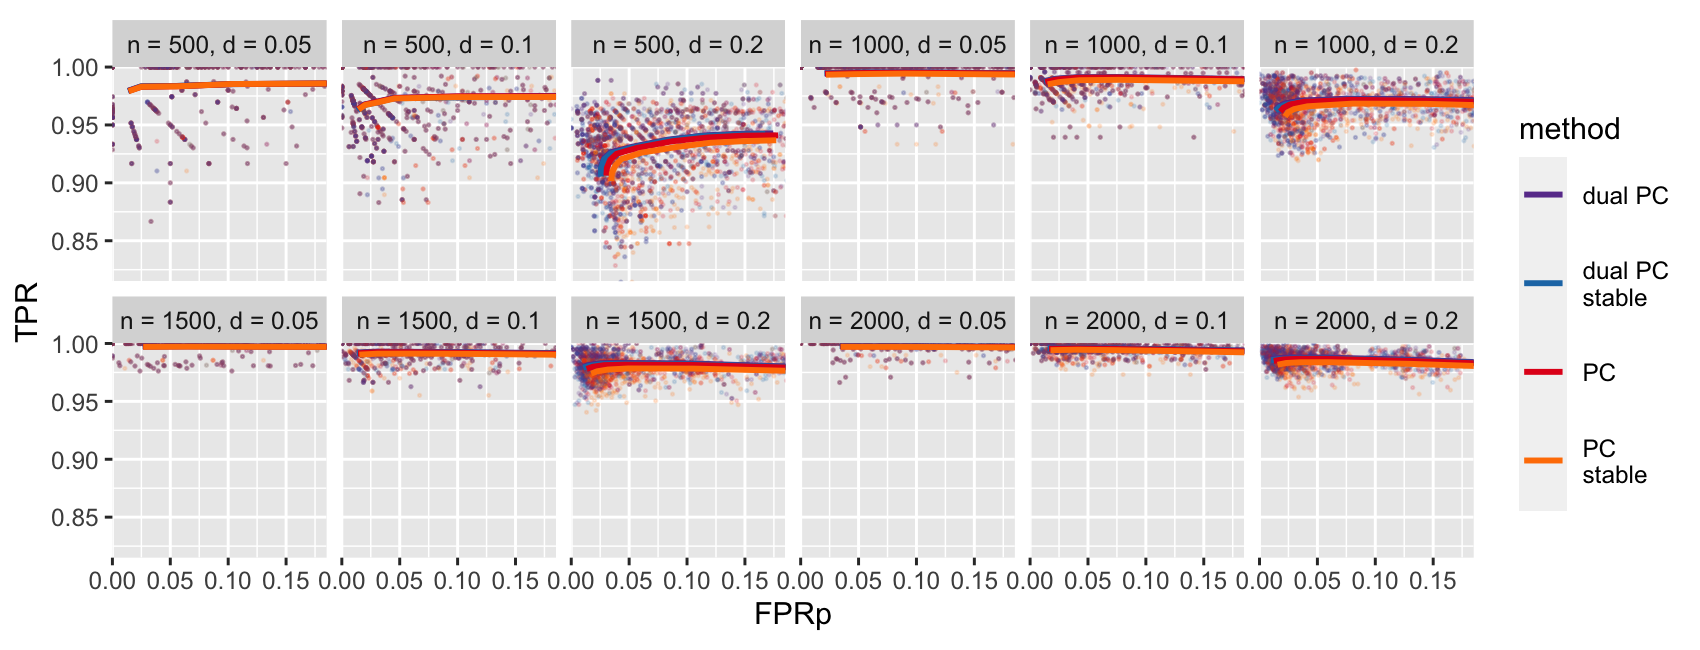 n = 500, d = 0.05
n = 500, d = 0.1
n = 500, d = 0.2
n = 1000, d = 0.05
n = 1000, d = 0.1
n = 1000, d = 0.2
1.00
0.95
0.90
0.85
n = 1500, d = 0.05
n = 1500, d = 0.1
n = 1500, d = 0.2
n = 2000, d = 0.05
n = 2000, d = 0.1
n = 2000, d = 0.2
1.00
0.95
0.90
0.85
TPR
0.00 0.05 0.10 0.15
0.00 0.05 0.10 0.15
0.00 0.05 0.10 0.15
0.00 0.05 0.10 0.15
0.00 0.05 0.10 0.15
0.00 0.05 0.10 0.15
FPRp
method
dual PC
dual PC
stable
PC
PC
stable